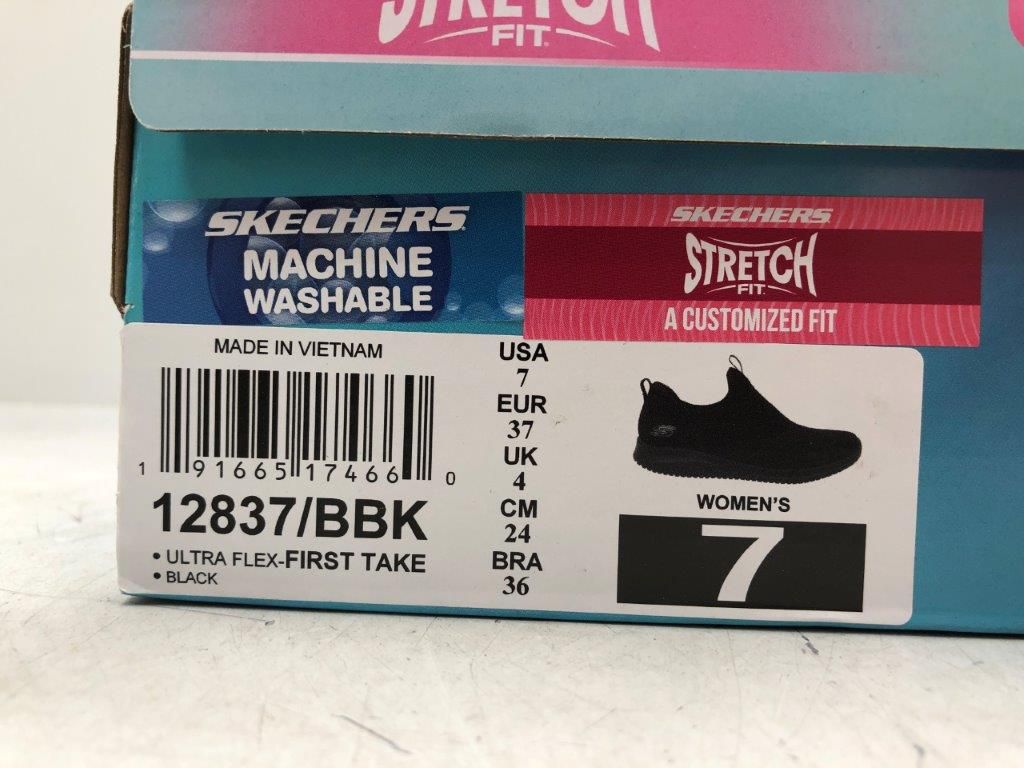 STRETCH
FIT
SKECHERS
MACHINE
WASHABLE
SKECHERS
STRETCH
FIT
A CUSTOMIZED FIT
MADE IN VIETNAM
1 91665 17466 0
12837/BBK
• ULTRA FLEX-FIRST TAKE
• BLACK
USA
7
EUR
37
UK
4
CM
24
BRA
36
WOMEN'S
7